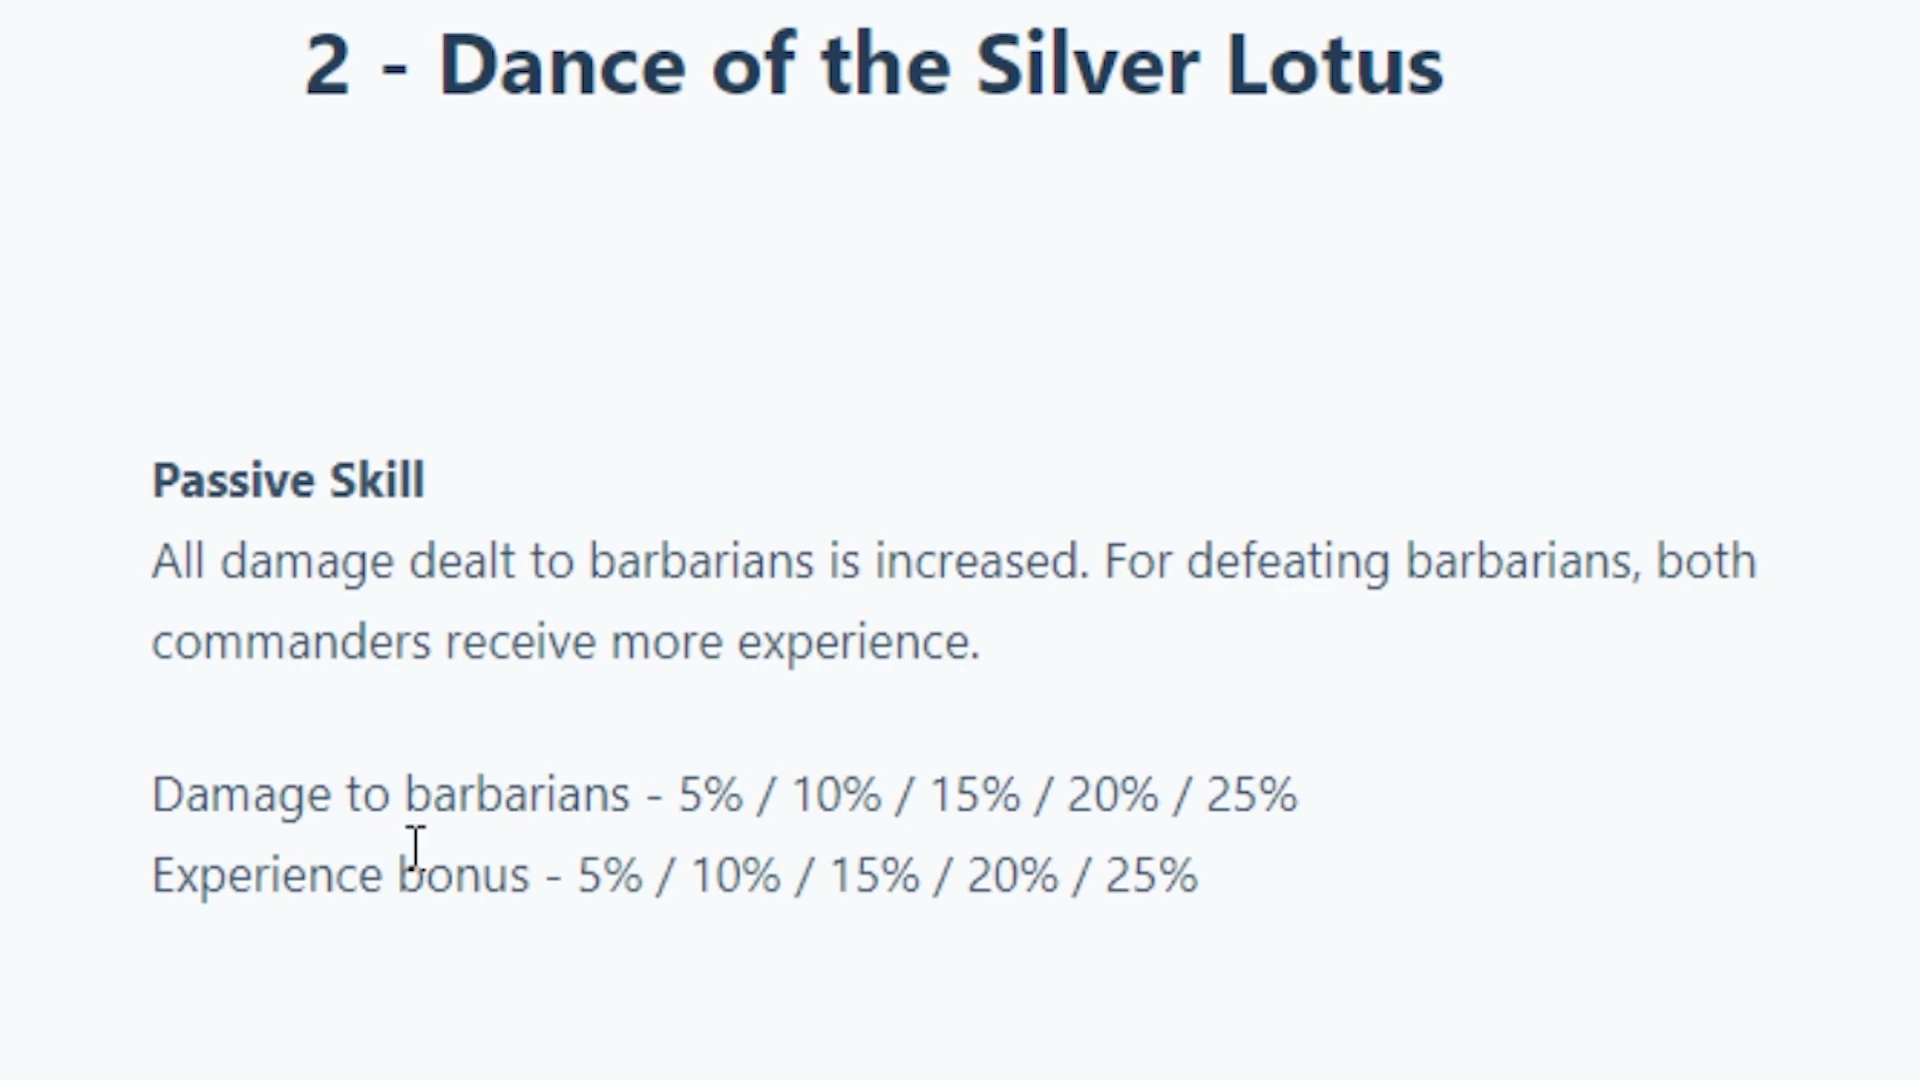 2 - Dance of the Silver Lotus
Passive Skill
All damage dealt to barbarians is increased. For defeating barbarians, both
commanders receive more experience.
Damage to barbarians - 5% / 10% / 15% / 20% / 25%
Experience bonus - 5% / 10% / 15% / 20% / 25%